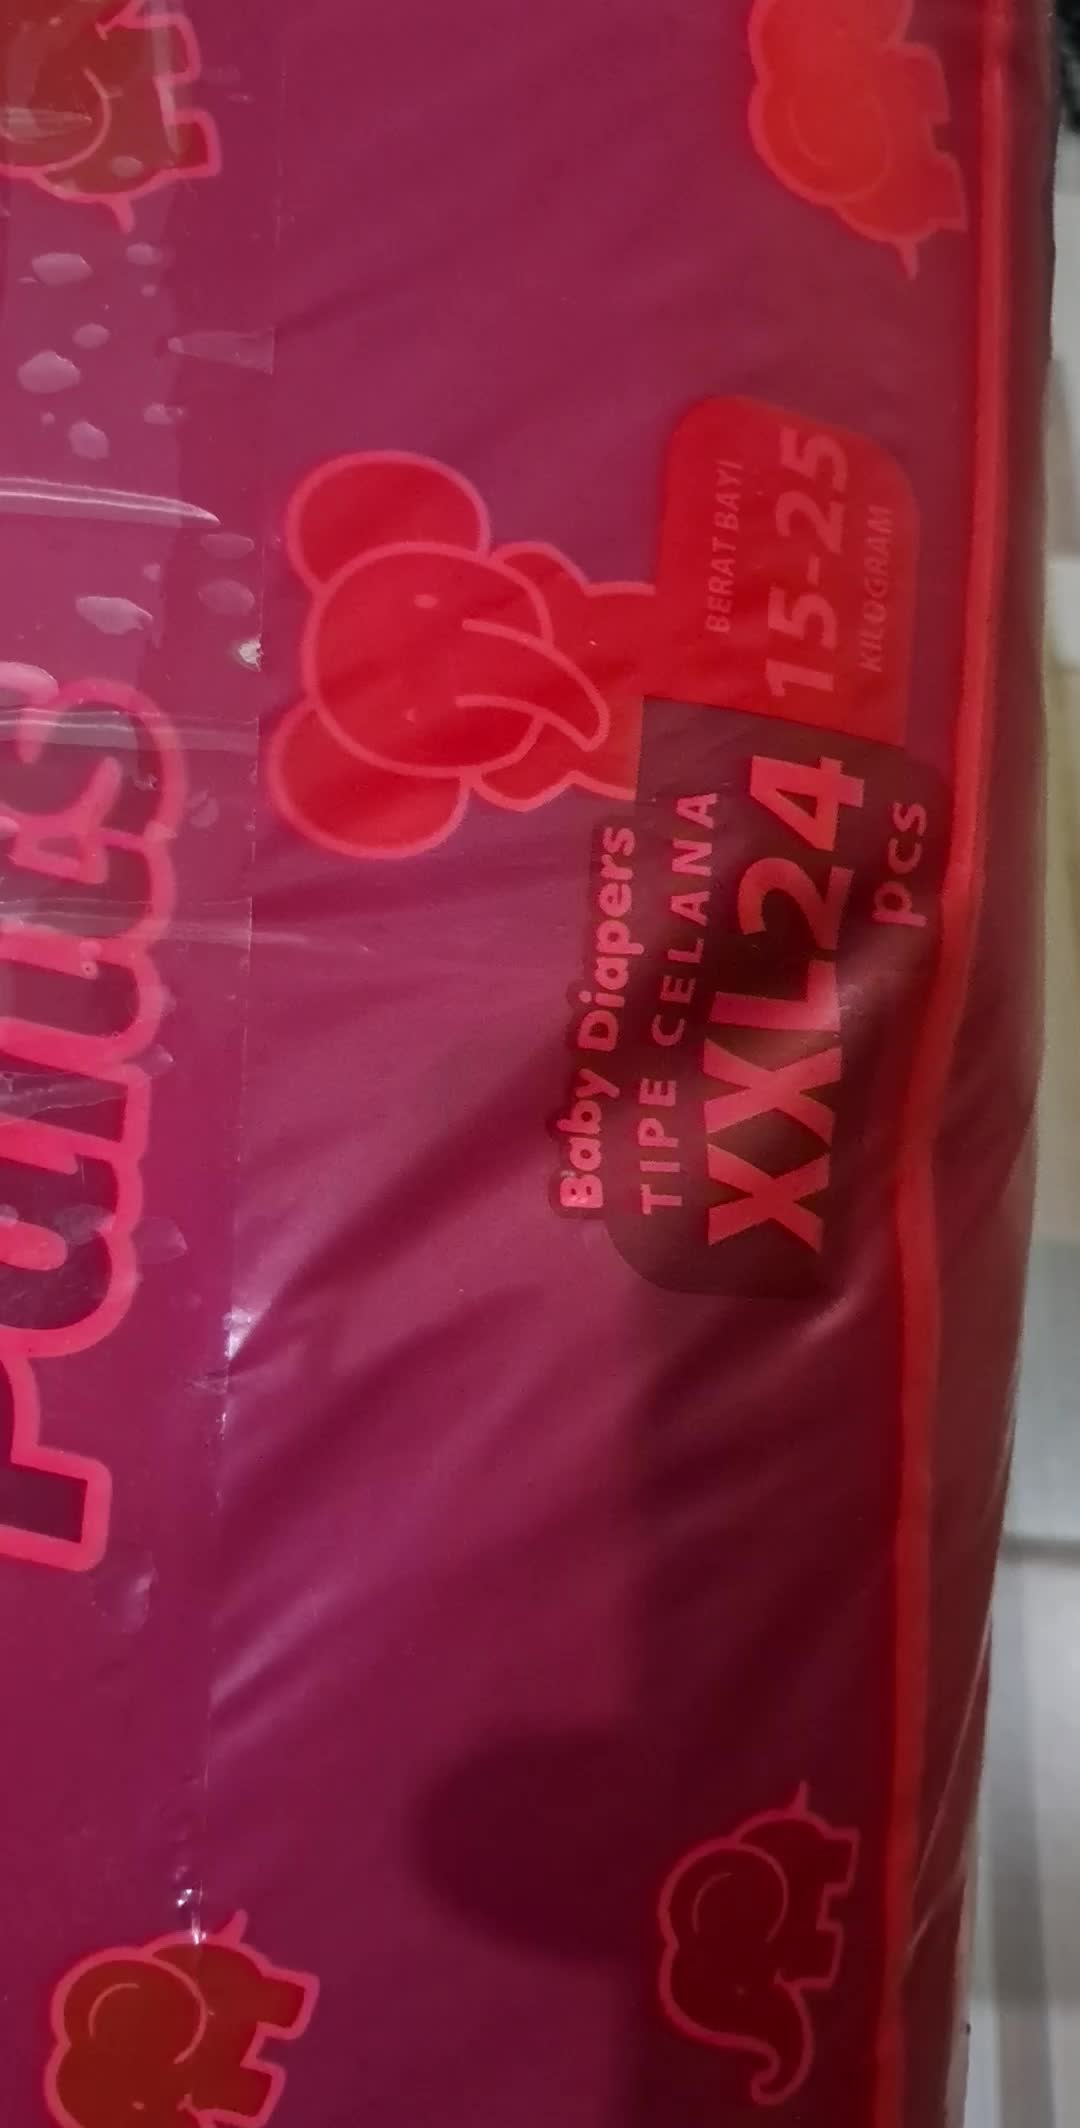 Baby Diapers
TIPE CELANA
XXL24
pcs
BERAT BAYI
15-25
KILOGRAM